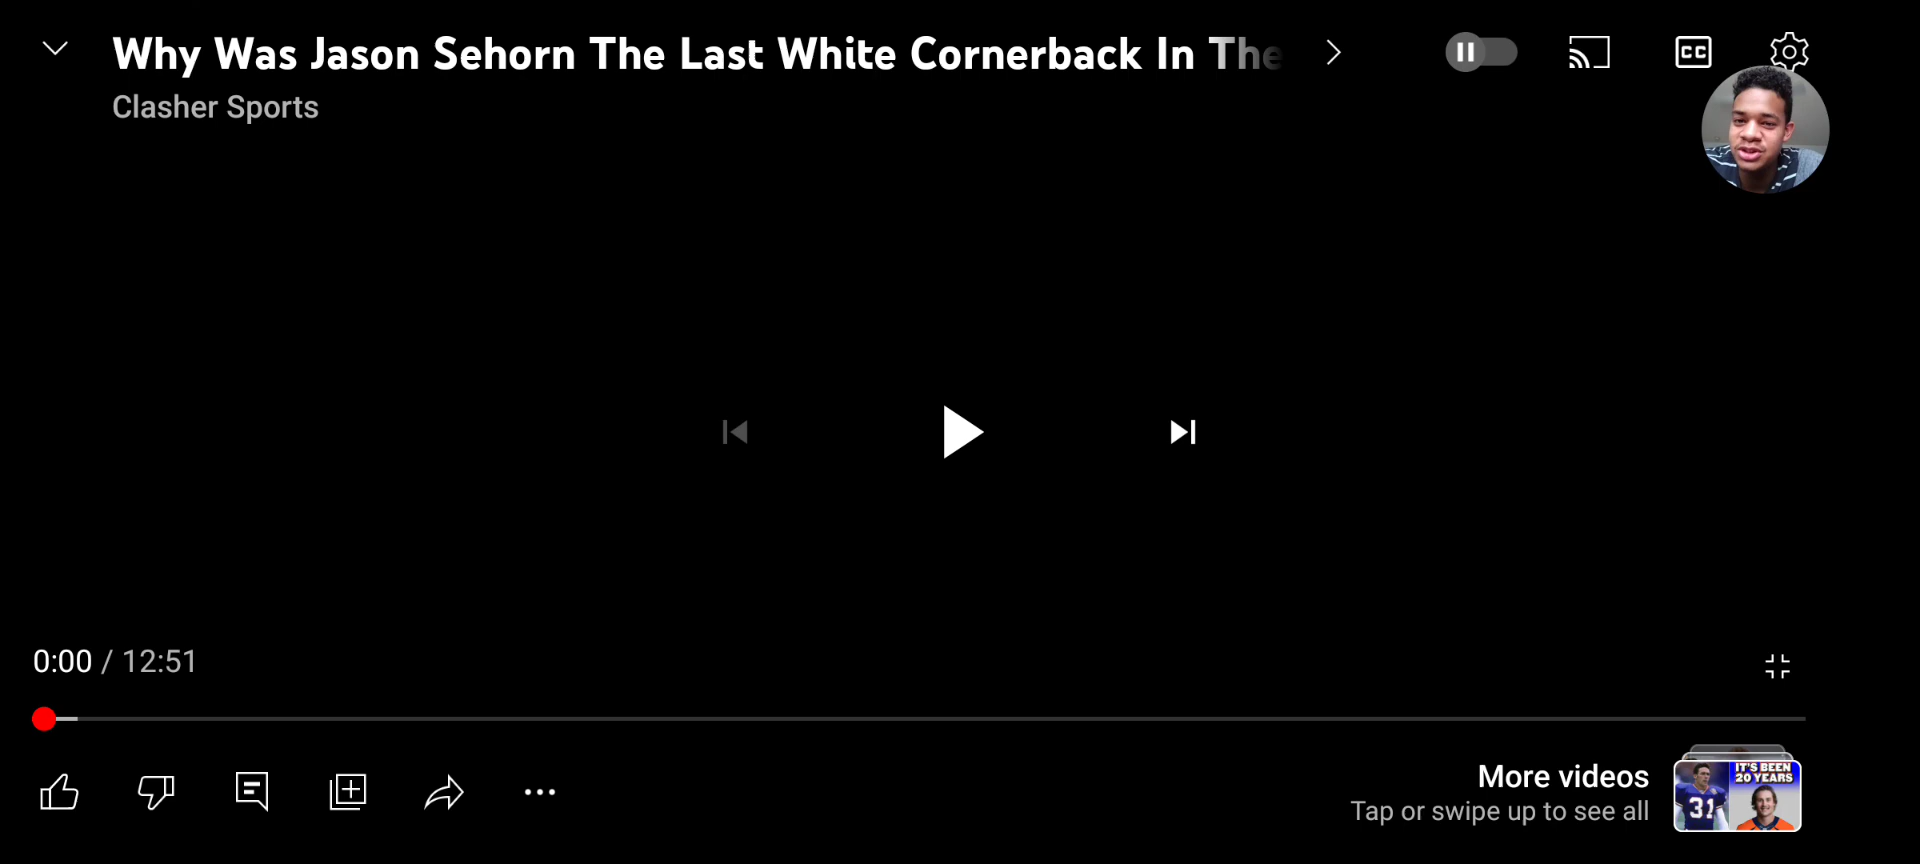 Why Was Jason Sehorn The Last White Cornerback In The
Clasher Sports
CC
0:00 / 12:51
More videos
Tap or swipe up to see all
IT'S BEEN
20 YEARS
31